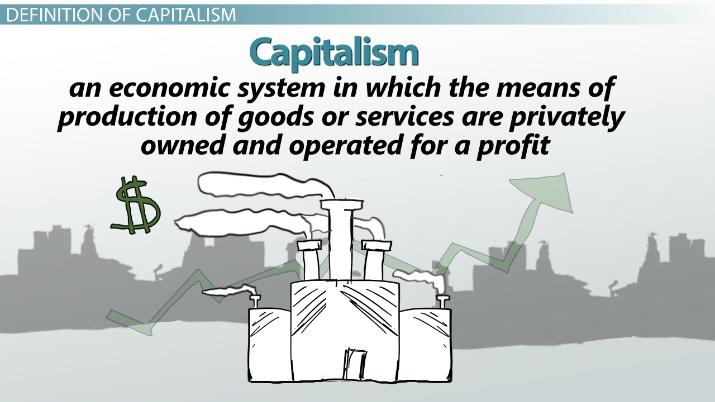 DEFINITION OF CAPITALISM
Capitalism
an economic system in which the means of
production of goods or services are privately
owned and operated for a profit
$